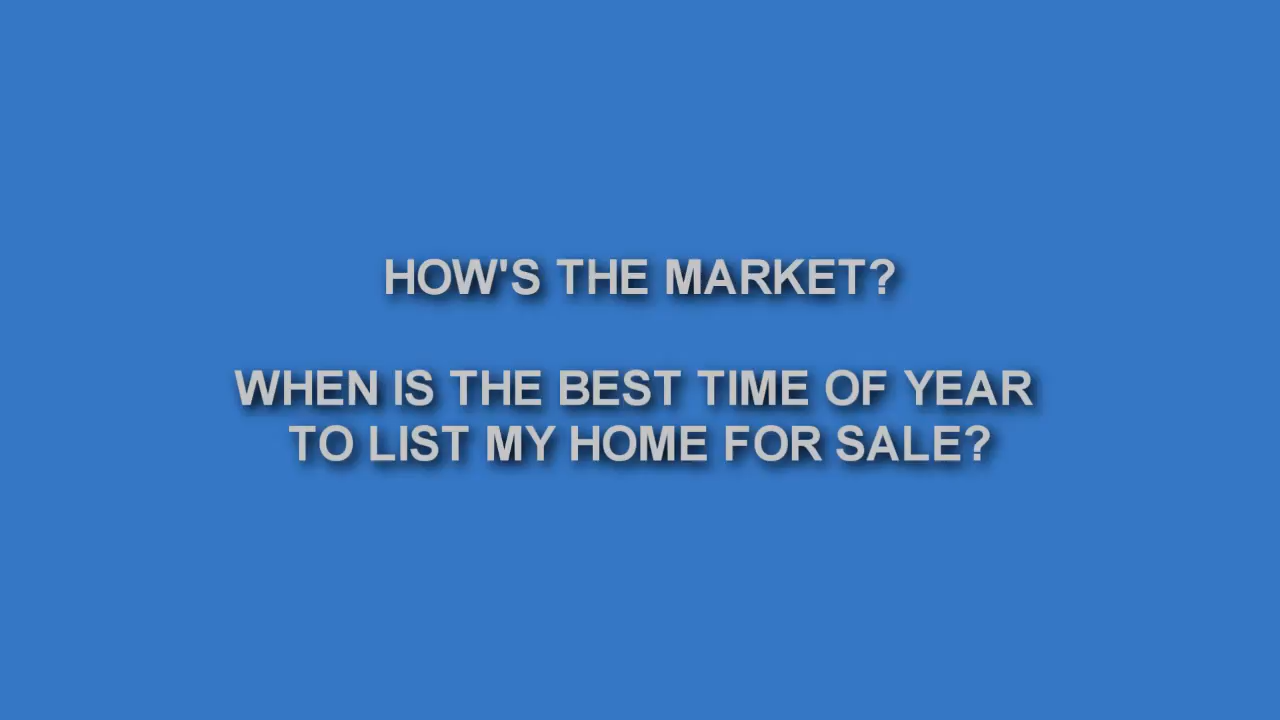 HOW'S THE MARKET?
WHEN IS THE BEST TIME OF YEAR
TO LIST MY HOME FOR SALE?